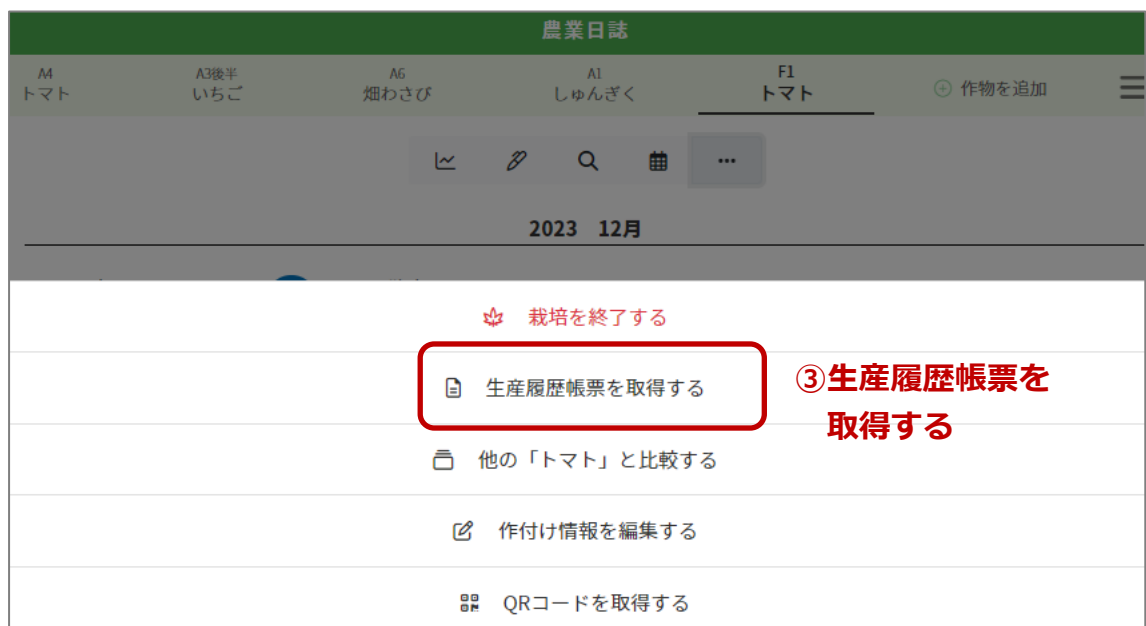 農業日誌
A4
トマト
A3後半
いちご
A6
畑わさび
A1
しゅんぎく
F1
トマト
作物を追加
2023 12月
栽培を終了する
生産履歴帳票を取得する
③生産履歴帳票を
取得する
他の「トマト」と比較する
作付け情報を編集する
QRコードを取得する